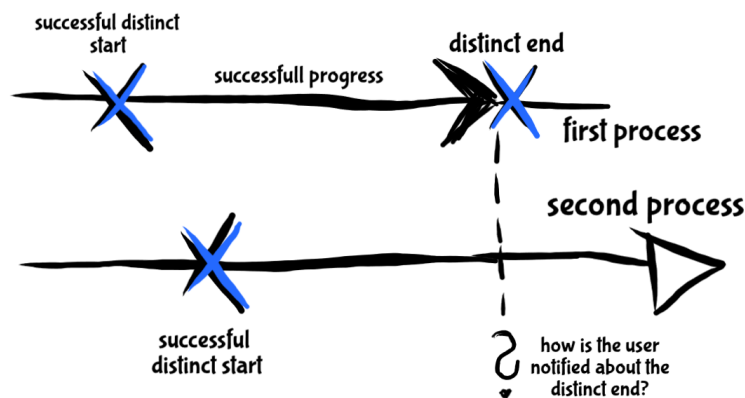 successful distinct
start
successfull progress
distinct end
first process
second process
successful
distinct start
?
how is the user
notified about the
distinct end?